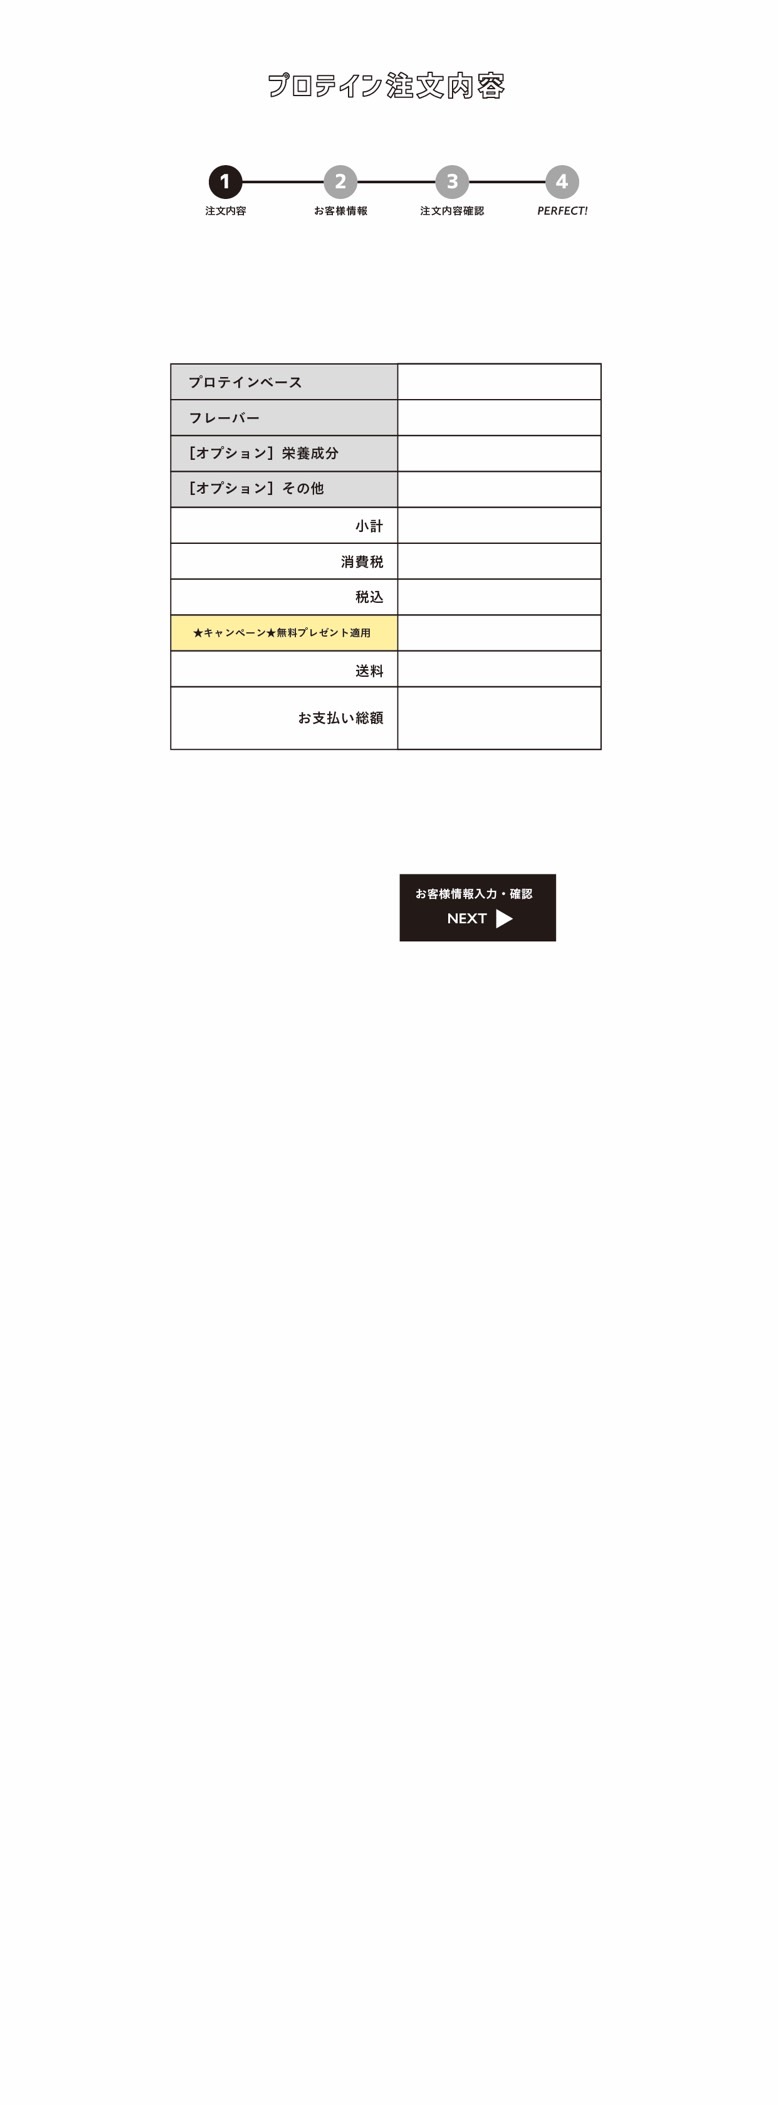 プロテイン注文内容
1 2 3 4
注文内容 お客様情報 注文内容確認 PERFECT!
プロテインベース
フレーバー
［オプション］栄養成分
［オプション］その他
小計
消費税
税込
★キャンペーン★無料プレゼント適用
送料
お支払い総額
お客様情報入力・確認
NEXT ▶